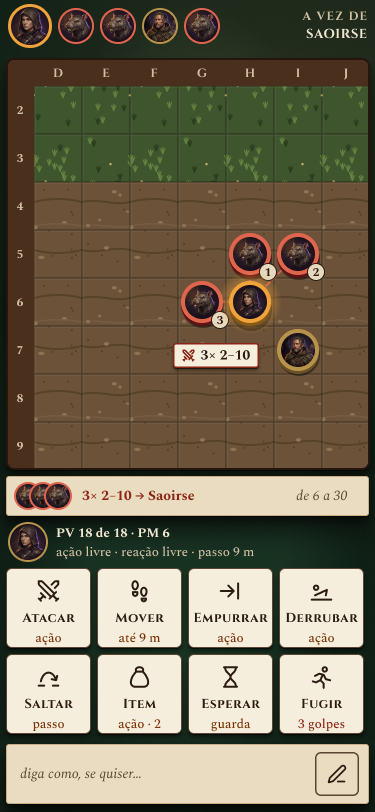 A VEZ DE
SAOIRSE
D E F G H I J
2
3
4
5
1
2
6
3
7
3× 2–10
8
9
3× 2–10 → Saoirse
de 6 a 30
PV 18 de 18 · PM 6
ação livre · reação livre · passo 9 m
ATACAR
ação
MOVER
até 9 m
EMPURRAR
ação
DERRUBAR
ação
SALTAR
passo
ITEM
ação · 2
ESPERAR
guarda
FUGIR
3 golpes
diga como, se quiser...